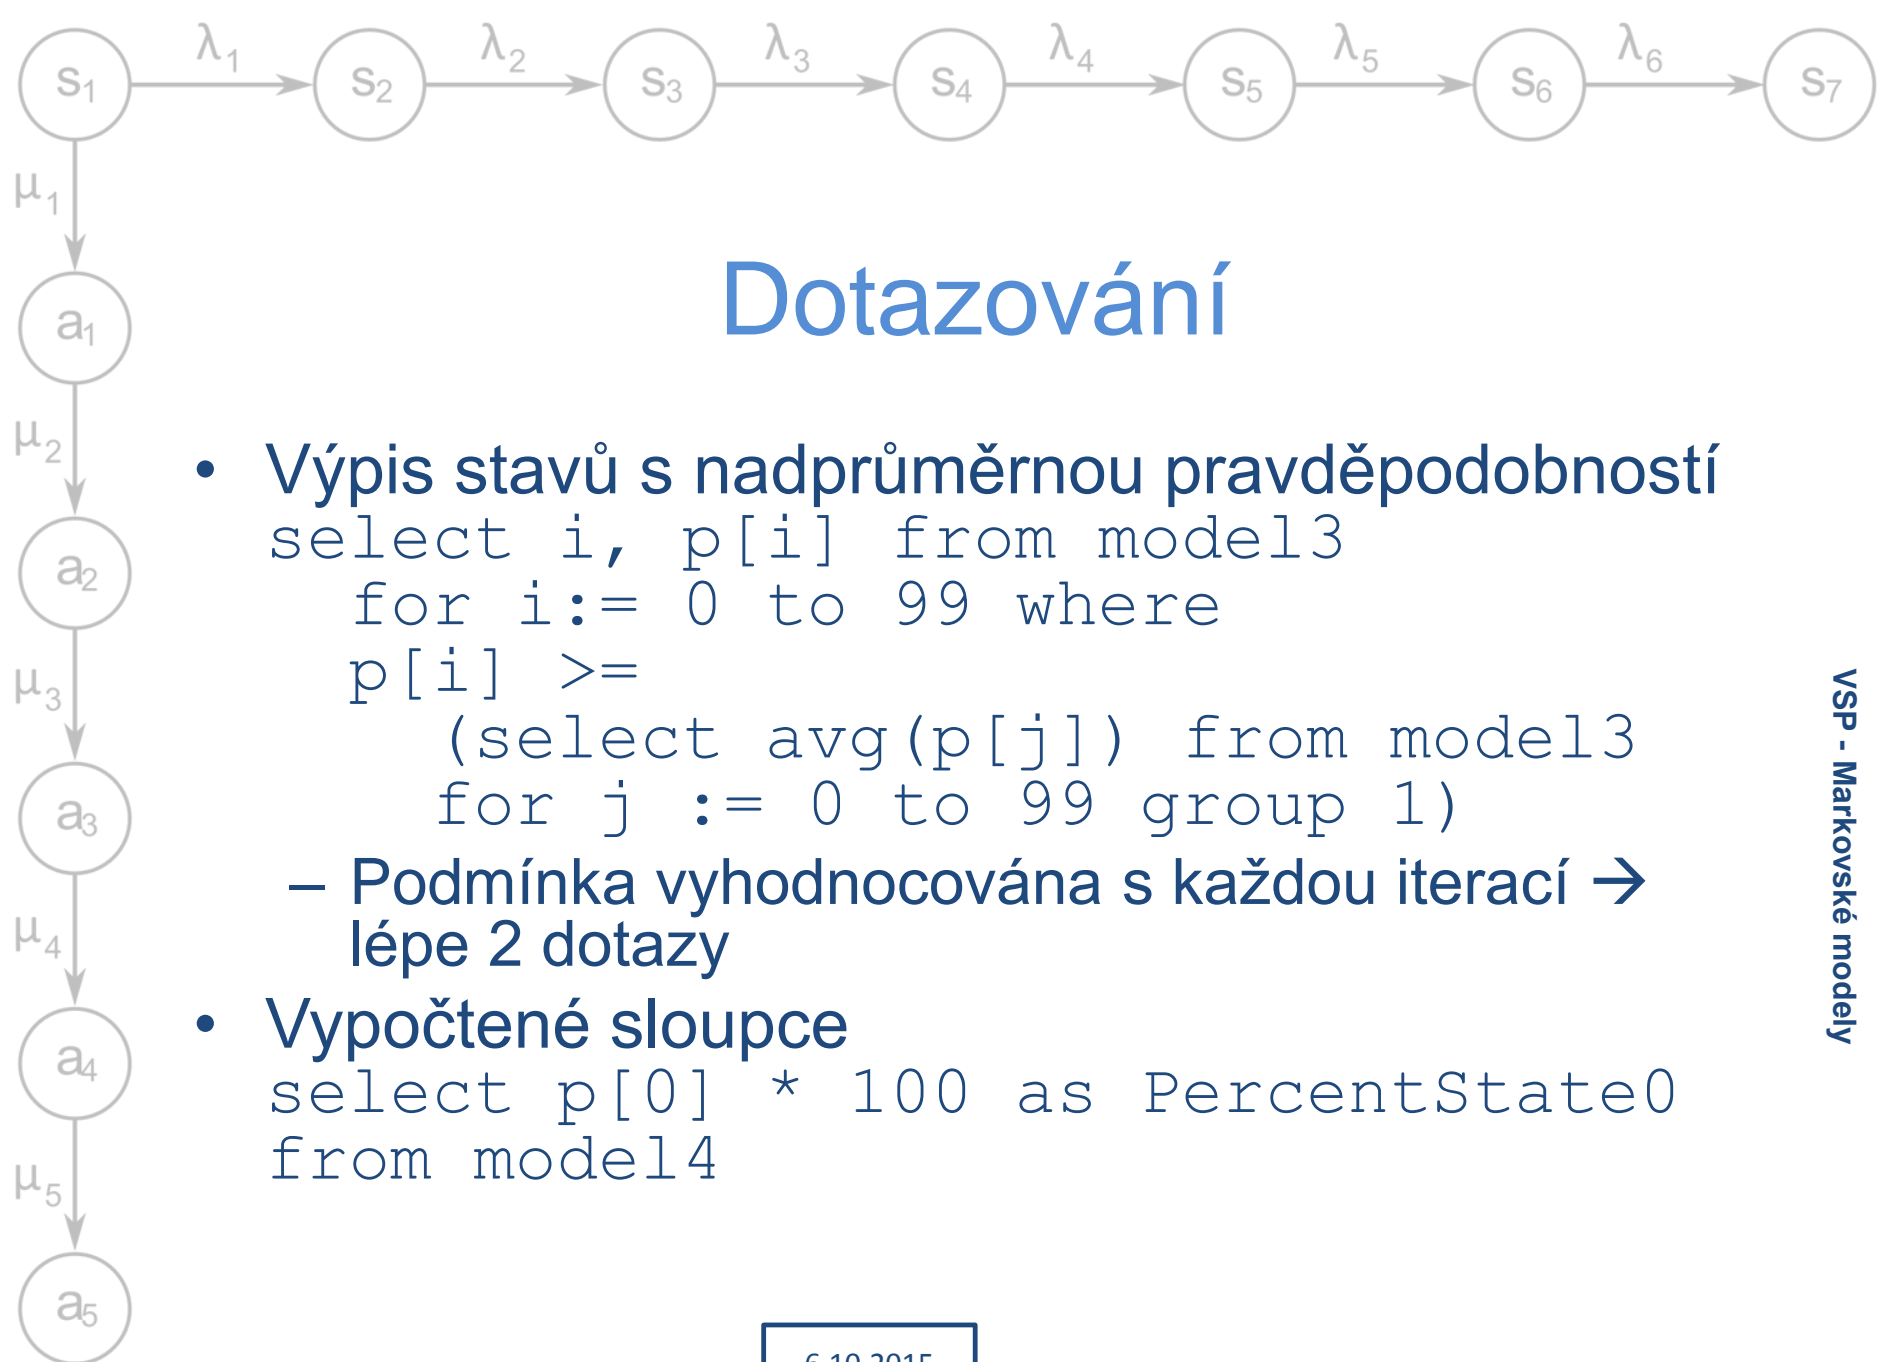 s1 λ1 s2 λ2 s3 λ3 s4 λ4 s5 λ5 s6 λ6 s7
μ1
a1
μ2
a2
μ3
a3
μ4
a4
μ5
a5
Dotazování
• Výpis stavů s nadprůměrnou pravděpodobností
select i, p[i] from model3
for i:= 0 to 99 where
p[i] >=
(select avg(p[j]) from model3
for j := 0 to 99 group 1)
– Podmínka vyhodnocována s každou iterací →
lépe 2 dotazy
• Vypočtené sloupce
select p[0] * 100 as PercentState0
from model4
VSP - Markovské modely
6.10.2015